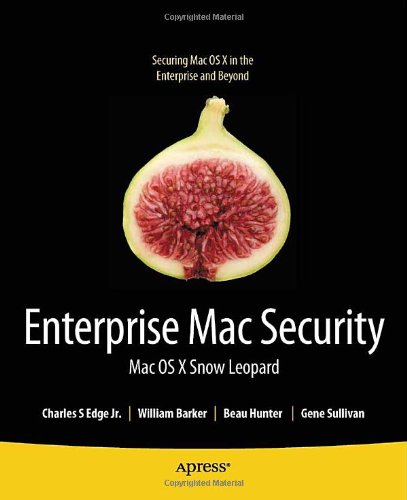 Copyrighted Material
Securing Mac OS X in the
Enterprise and Beyond
Enterprise Mac Security
Mac OS X Snow Leopard
Charles S Edge Jr. | William Barker | Beau Hunter | Gene Sullivan
Apress®
Copyrighted Material